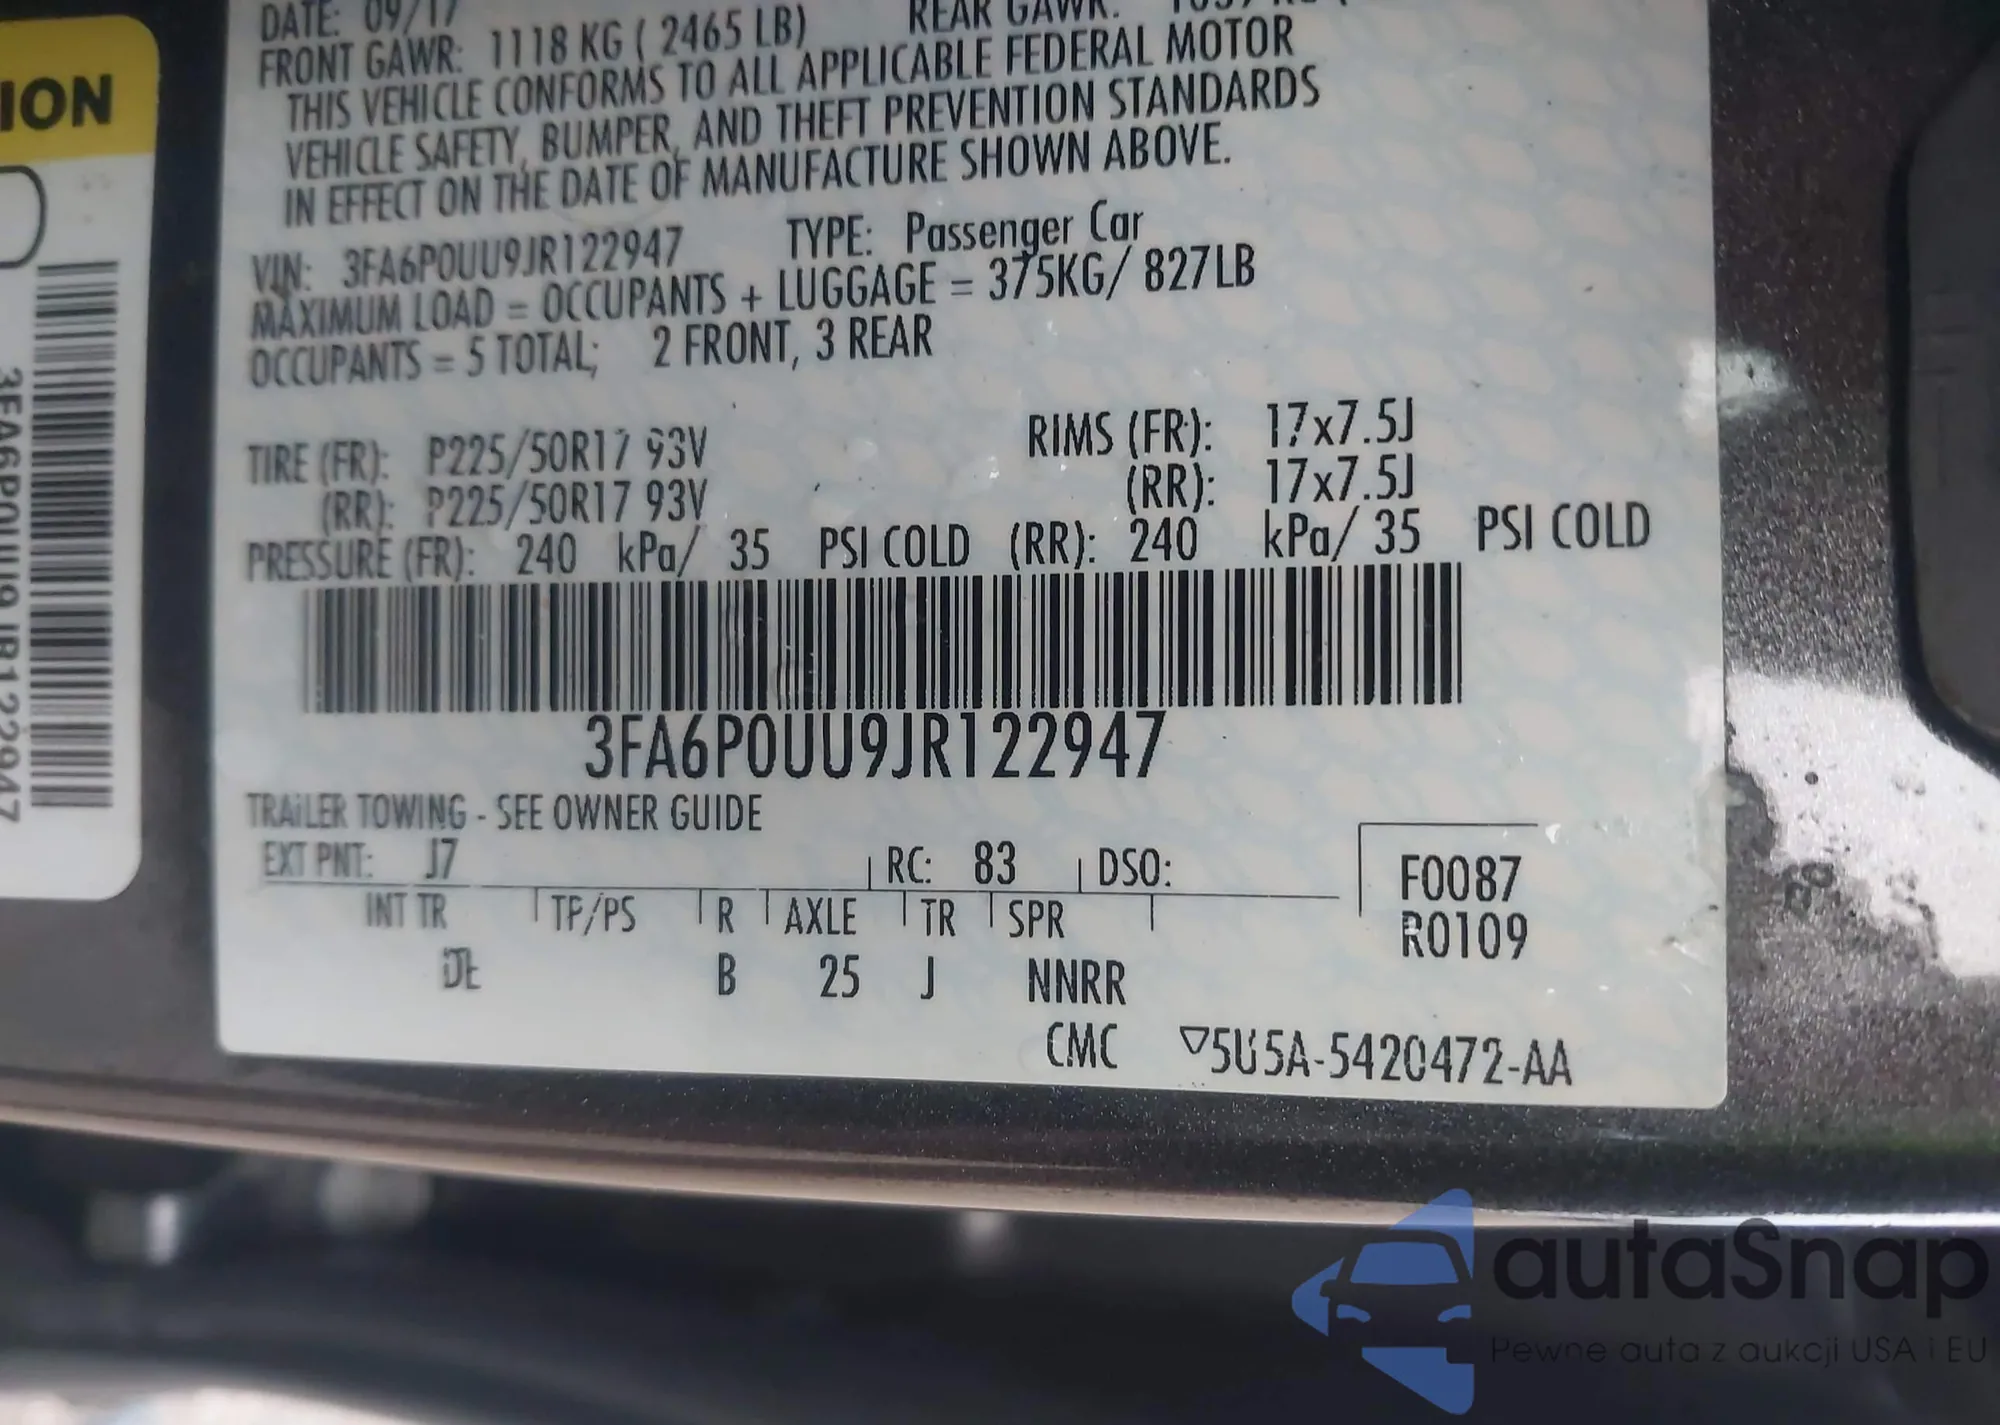 DATE: 09/17
REAR GAWR:
FRONT GAWR: 1118 KG ( 2465 LB)
THIS VEHICLE CONFORMS TO ALL APPLICABLE FEDERAL MOTOR
VEHICLE SAFETY, BUMPER, AND THEFT PREVENTION STANDARDS
IN EFFECT ON THE DATE OF MANUFACTURE SHOWN ABOVE.
VIN: 3FA6P0UU9JR122947 TYPE: Passenger Car
MAXIMUM LOAD = OCCUPANTS + LUGGAGE = 375KG/ 827LB
OCCUPANTS = 5 TOTAL; 2 FRONT, 3 REAR
TIRE (FR): P225/50R17 93V RIMS (FR): 17x7.5J
(RR): P225/50R17 93V (RR): 17x7.5J
PRESSURE (FR): 240 kPa/ 35 PSI COLD (RR): 240 kPa/ 35 PSI COLD
3FA6P0UU9JR122947
TRAILER TOWING - SEE OWNER GUIDE
EXT PNT: J7 RC: 83 DSO:
F0087
INT TR TP/PS R AXLE TR SPR
R0109
B 25 J NNRR
CMC ▽5U5A-5420472-AA
ION
3FA6P0UU9JR122947
autaSnap
Pewne auta z aukcji USA i EU